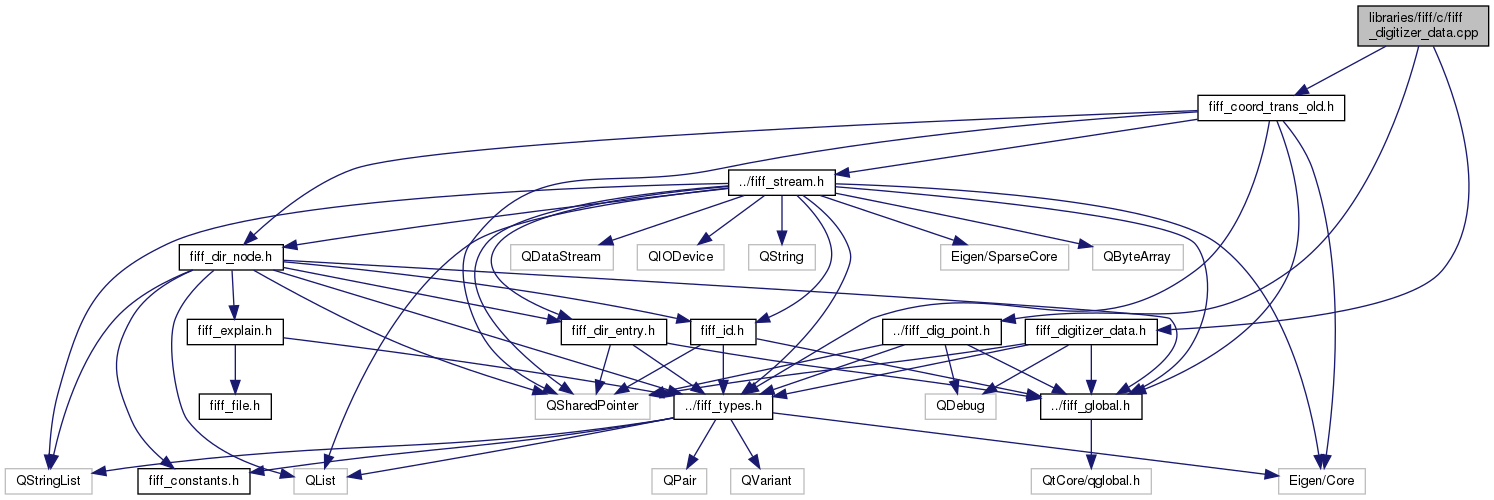 libraries/fiff/c/fiff
_digitizer_data.cpp
fiff_coord_trans_old.h
../fiff_stream.h
fiff_dir_node.h
QDataStream
QIODevice
QString
Eigen/SparseCore
QByteArray
fiff_explain.h
fiff_dir_entry.h
fiff_id.h
../fiff_dig_point.h
fiff_digitizer_data.h
fiff_file.h
QSharedPointer
../fiff_types.h
QDebug
../fiff_global.h
QStringList
fiff_constants.h
QList
QPair
QVariant
QtCore/qglobal.h
Eigen/Core